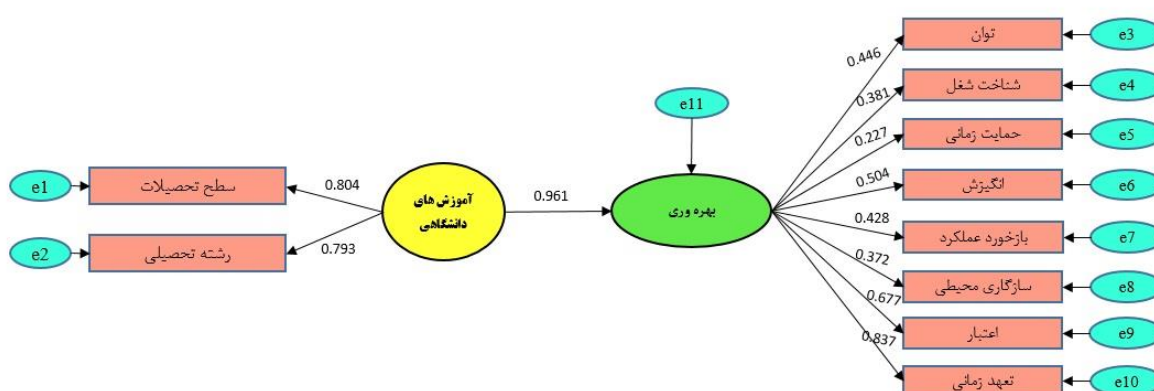 توان
e3
0.446
شناخت شغل
e4
0.381
e11
حمایت زمانی
e5
0.227
e1
سطح تحصیلات
0.804
آموزش های
دانشگاهی
0.961
بهره وری
0.504
انگیزش
e6
e2
رشته تحصیلی
0.793
0.428
بازخورد عملکرد
e7
0.372
سازگاری محیطی
e8
0.677
اعتبار
e9
0.837
تعهد زمانی
e10